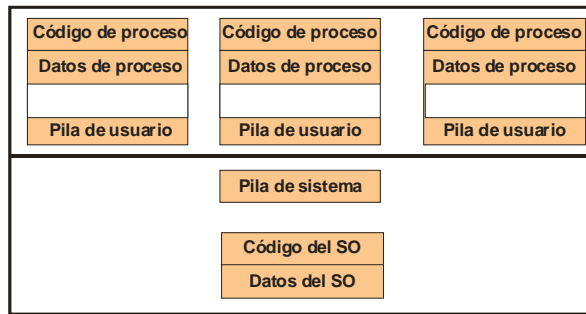 Código de proceso Código de proceso Código de proceso
Datos de proceso Datos de proceso Datos de proceso
Pila de usuario Pila de usuario Pila de usuario
Pila de sistema
Código del SO
Datos del SO